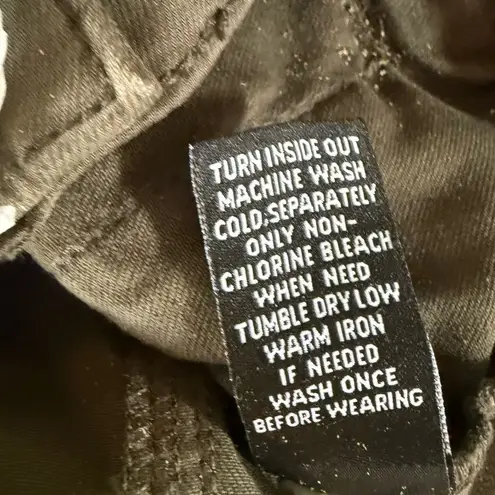 TURN INSIDE OUT
MACHINE WASH
COLD,SEPARATELY
ONLY NON-
CHLORINE BLEACH
WHEN NEED
TUMBLE DRY LOW
WARM IRON
IF NEEDED
WASH ONCE
BEFORE WEARING